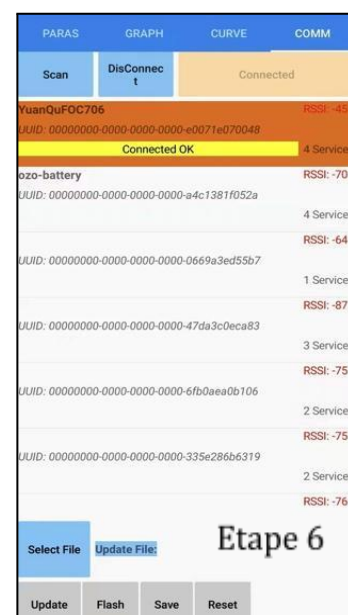 PARAS GRAPH CURVE COMM
Scan DisConnec Connected
t
YuanQuFOC706 RSSI: -45
UUID: 00000000-0000-0000-0000-e0071e070048
Connected OK 4 Service
ozo-battery RSSI: -70
UUID: 00000000-0000-0000-0000-a4c1381f052a
4 Service
RSSI: -64
UUID: 00000000-0000-0000-0000-0669a3ed55b7
1 Service
RSSI: -87
UUID: 00000000-0000-0000-0000-47da3c0eca83
3 Service
RSSI: -75
UUID: 00000000-0000-0000-0000-6fb0aea0b106
2 Service
RSSI: -75
UUID: 00000000-0000-0000-0000-335e286b6319
2 Service
RSSI: -76
Select File Update File: Etape 6
Update Flash Save Reset